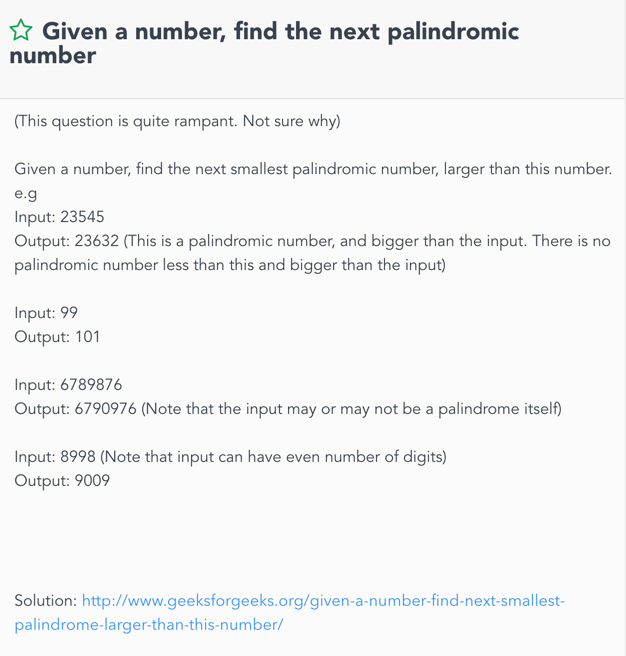 Given a number, find the next palindromic
number
(This question is quite rampant. Not sure why)
Given a number, find the next smallest palindromic number, larger than this number.
e.g
Input: 23545
Output: 23632 (This is a palindromic number, and bigger than the input. There is no
palindromic number less than this and bigger than the input)
Input: 99
Output: 101
Input: 6789876
Output: 6790976 (Note that the input may or may not be a palindrome itself)
Input: 8998 (Note that input can have even number of digits)
Output: 9009
Solution: http://www.geeksforgeeks.org/given-a-number-find-next-smallest-
palindrome-larger-than-this-number/